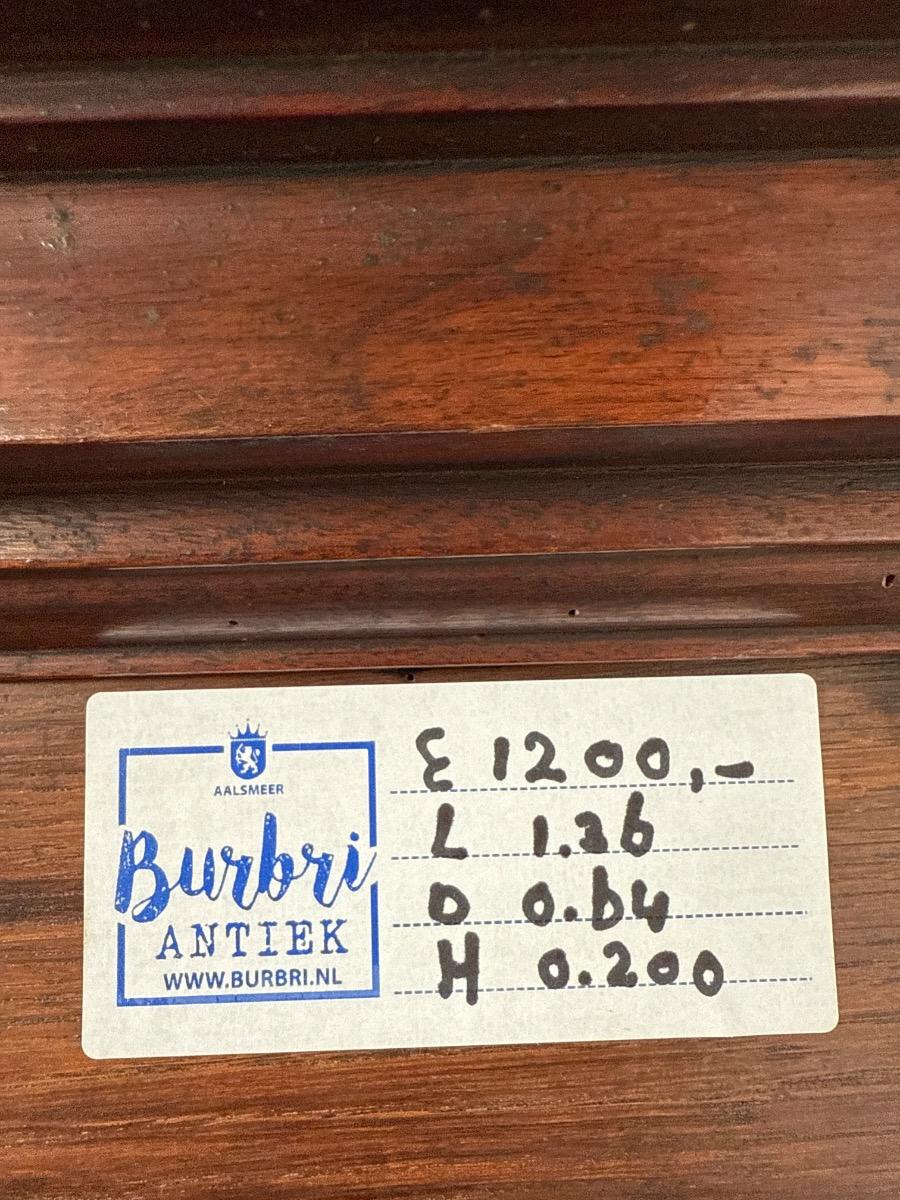 AALSMEER
Burbri
ANTIEK
WWW.BURBRI.NL
€ 1200,-
L 1.36
D 0.64
H 0.200